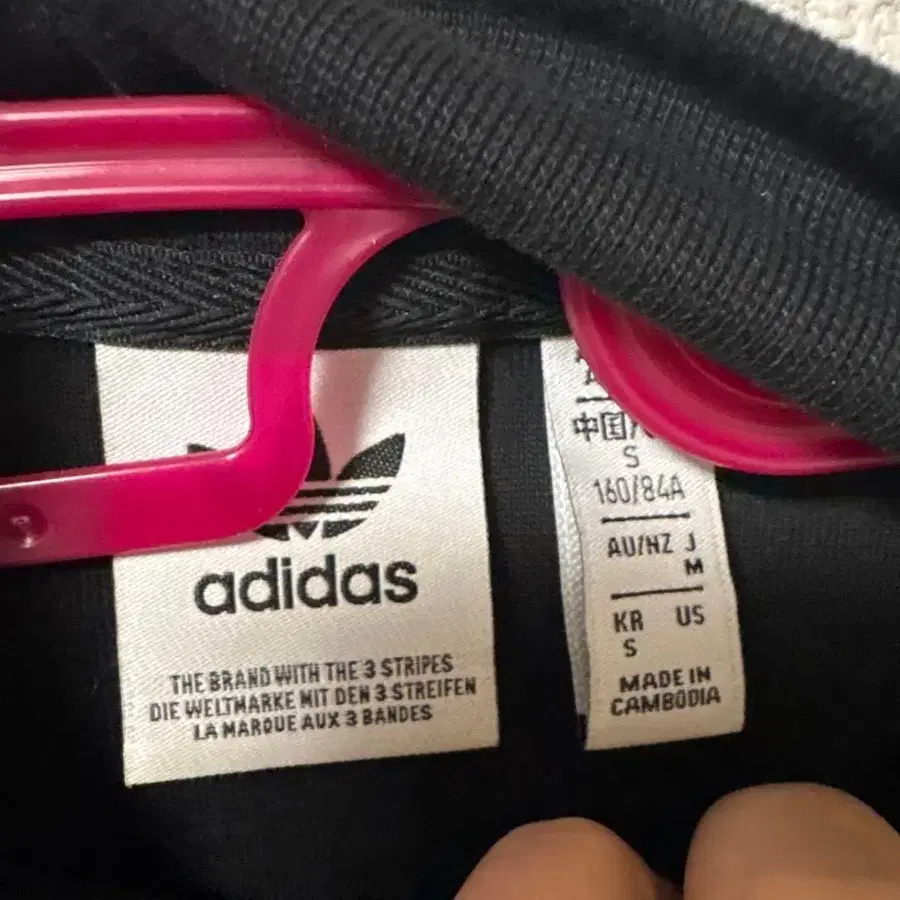 adidas
THE BRAND WITH THE 3 STRIPES
DIE WELTMARKE MIT DEN 3 STREIFEN
LA MARQUE AUX 3 BANDES
中国
S
160/84A
AU/NZ J
M
KR US
S
MADE IN
CAMBODIA